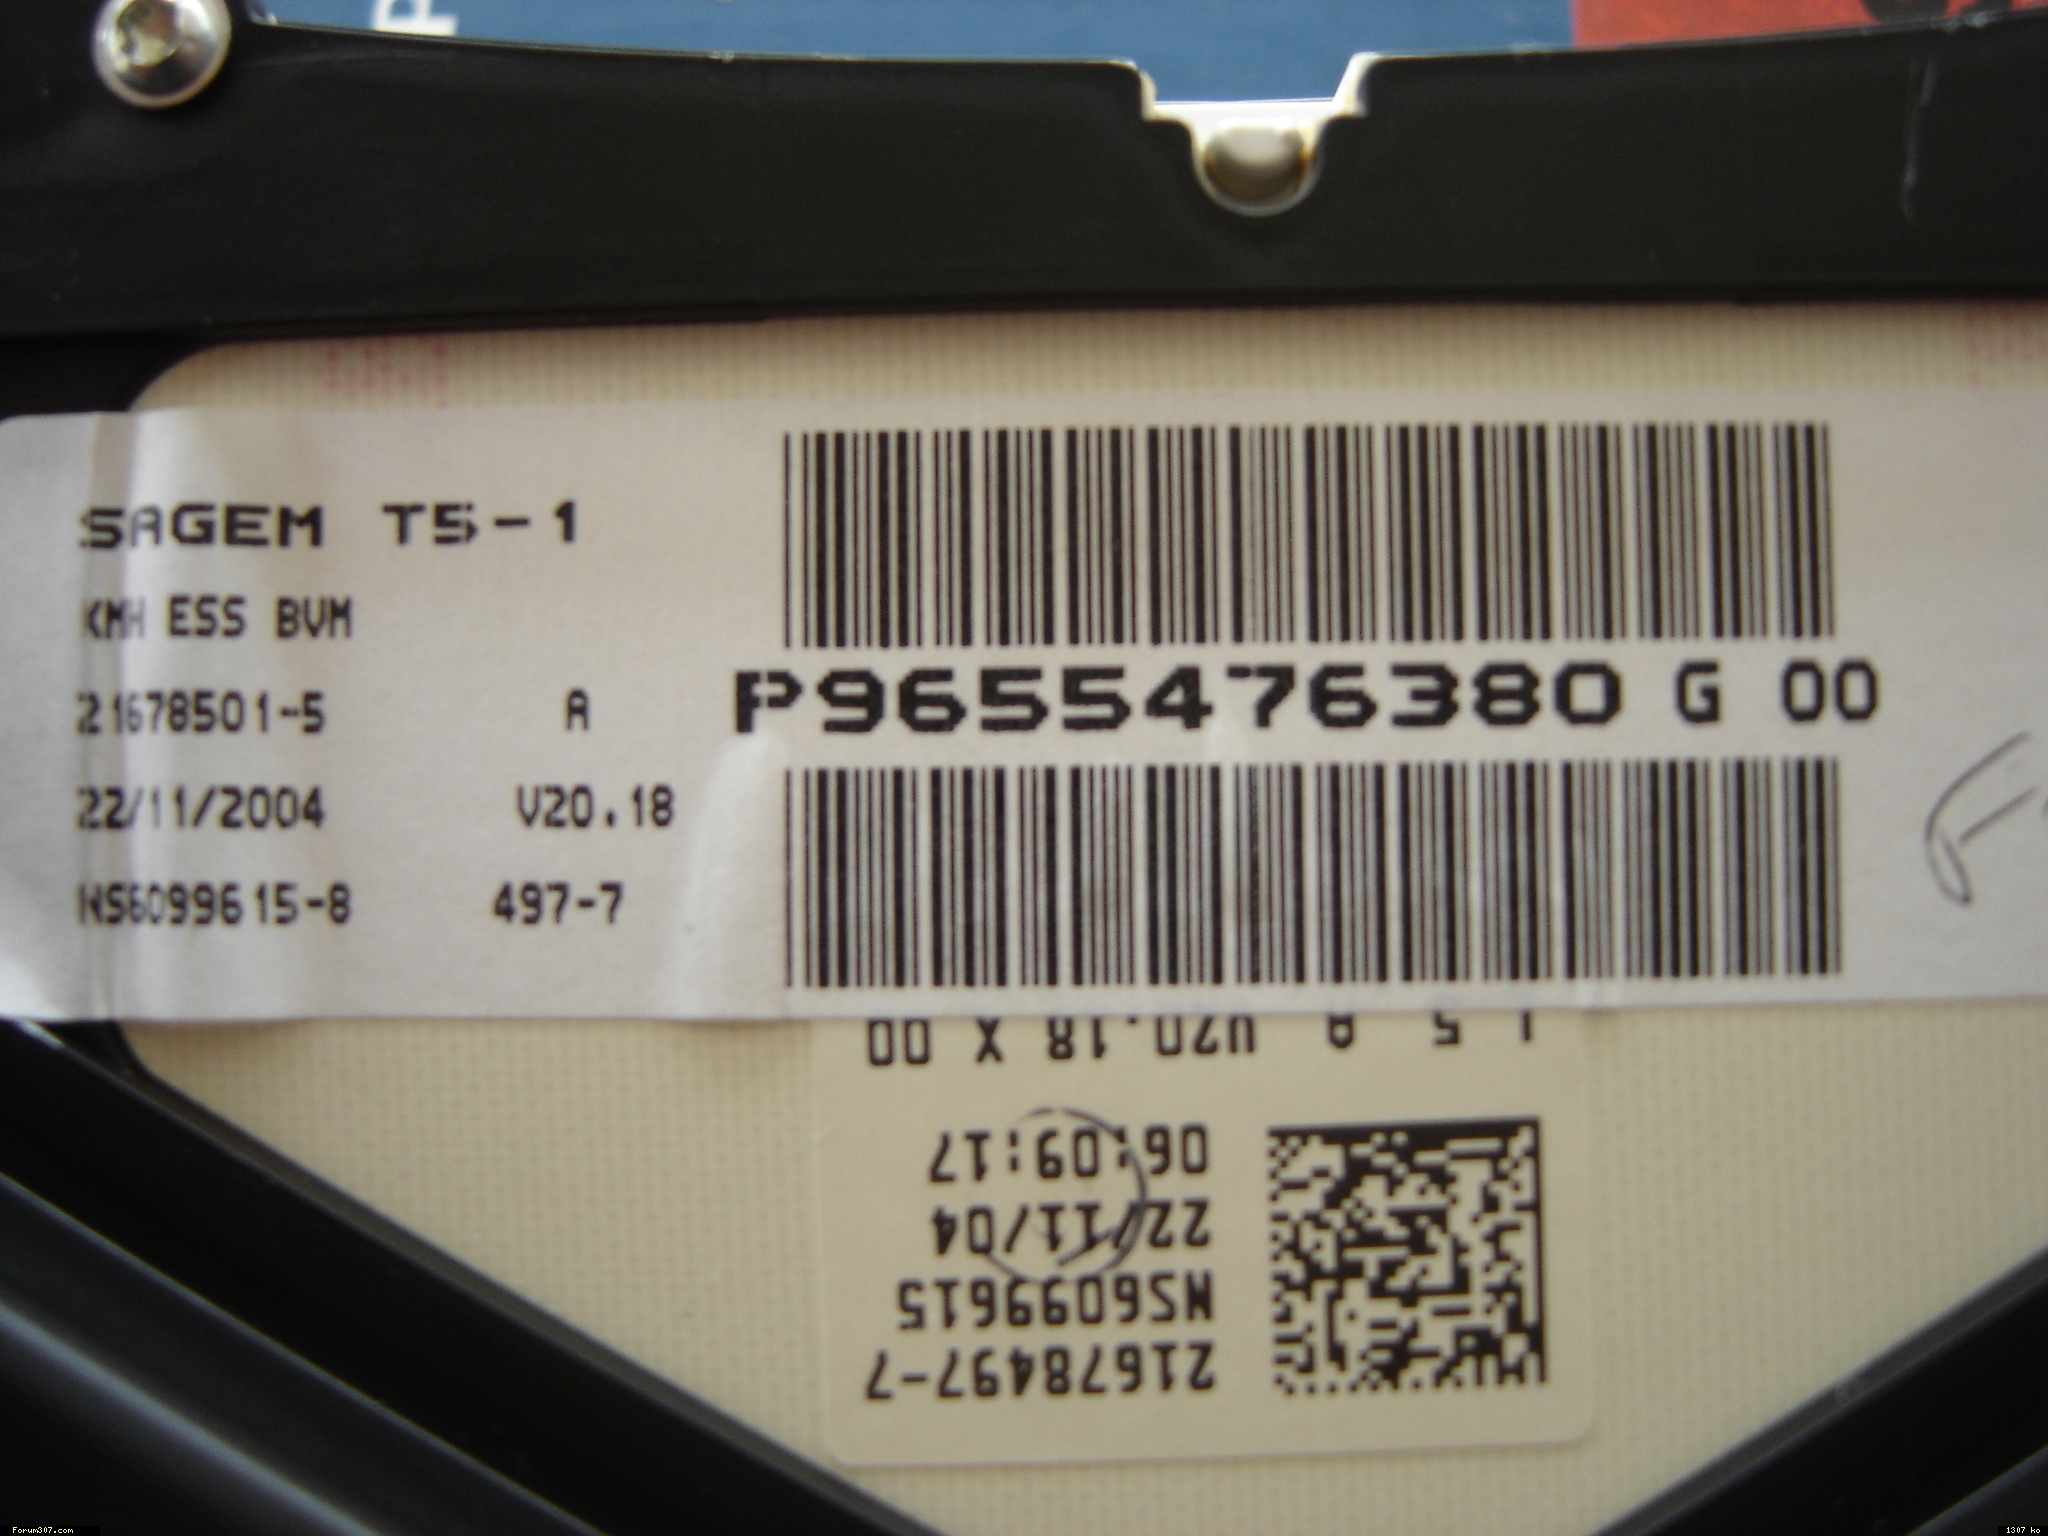 P
SAGEM T5-1
KMH ESS BVM
21678501-5 A
22/11/2004 V20.18
NS6099615-8 497-7
P9655476380 G 00
21678497-7
NS6099615
22/11/04
06:09:17
5 A V20.18 X 00
Forum307.com
1307 ko